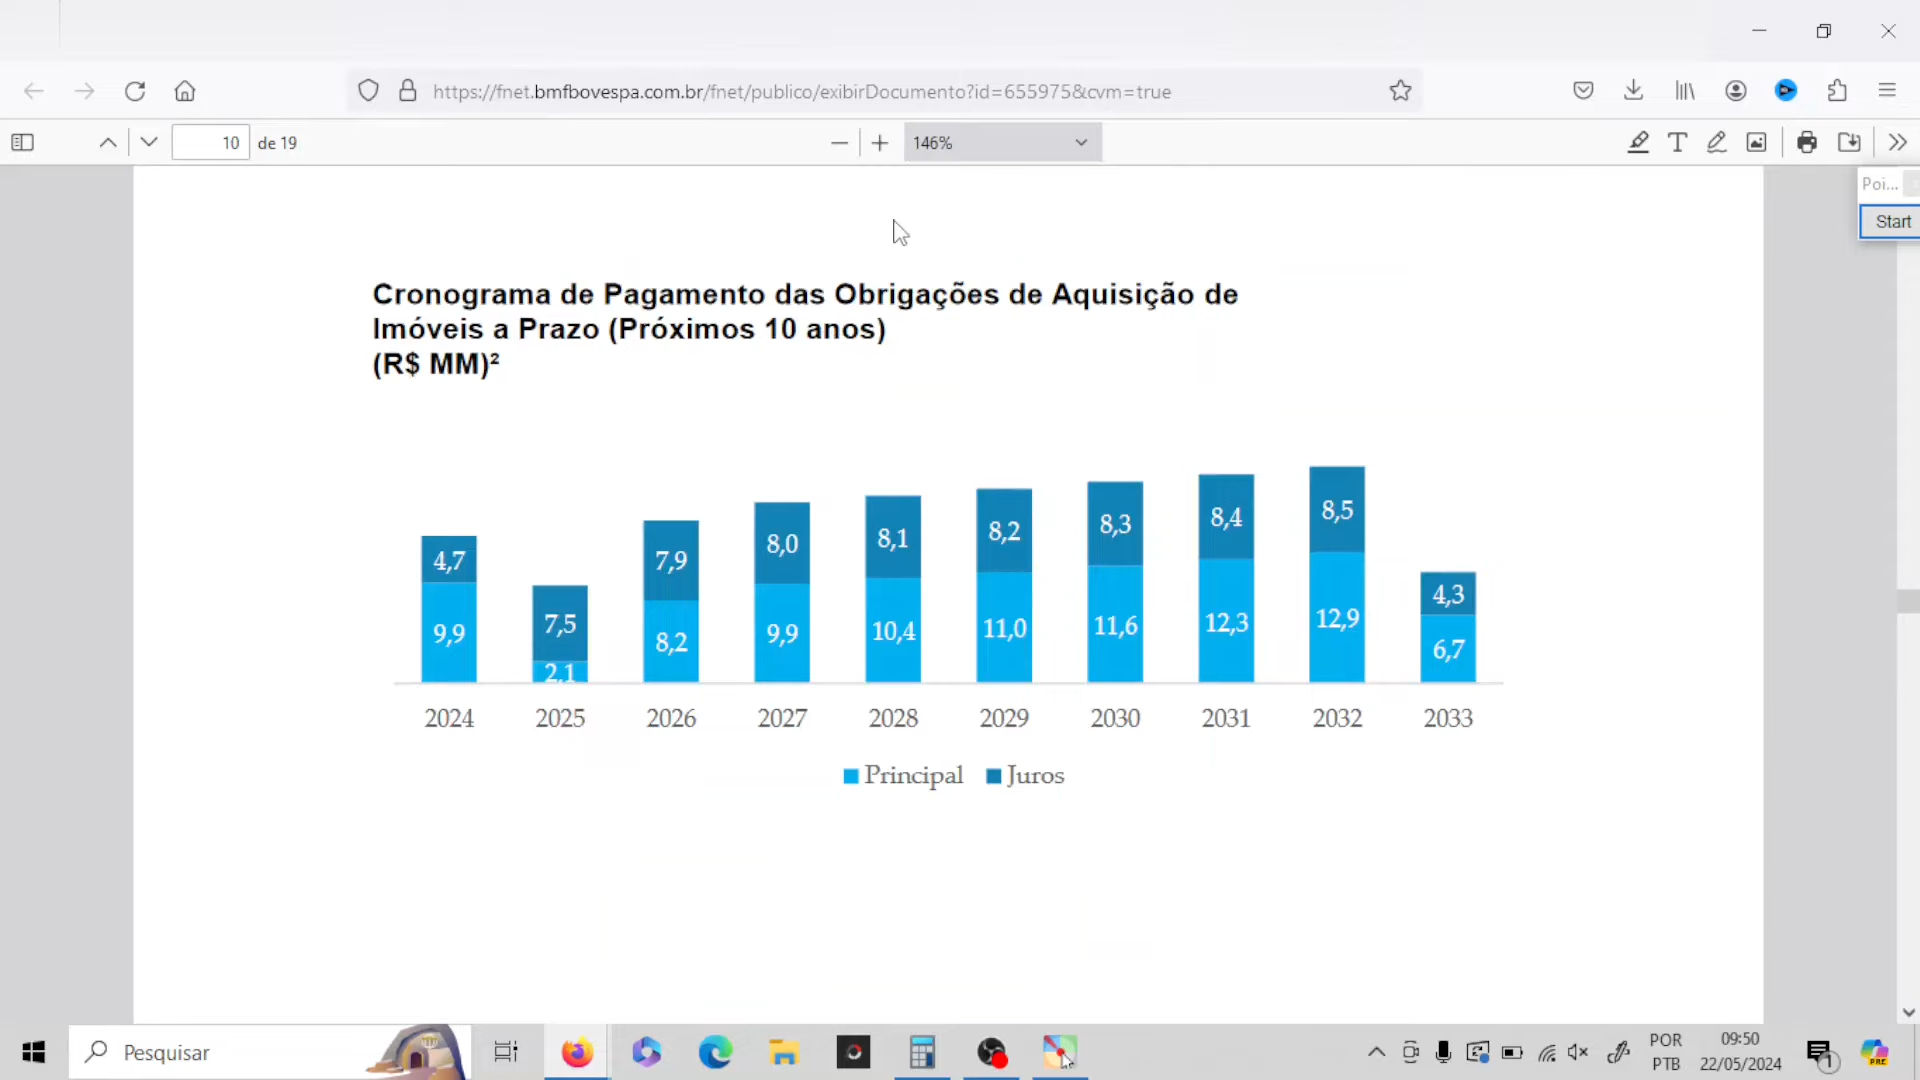 https://fnet.bmfbovespa.com.br/fnet/publico/exibirDocumento?id=655975&cvm=true
10 de 19
146%
Poi...
Start
Cronograma de Pagamento das Obrigações de Aquisição de
Imóveis a Prazo (Próximos 10 anos)
(R$ MM)²
4,7 7,5 7,9 8,0 8,1 8,2 8,3 8,4 8,5 4,3
9,9 2,1 8,2 9,9 10,4 11,0 11,6 12,3 12,9 6,7
2024 2025 2026 2027 2028 2029 2030 2031 2032 2033
Principal Juros
Pesquisar
POR
PTB
09:50
22/05/2024
1
PRE